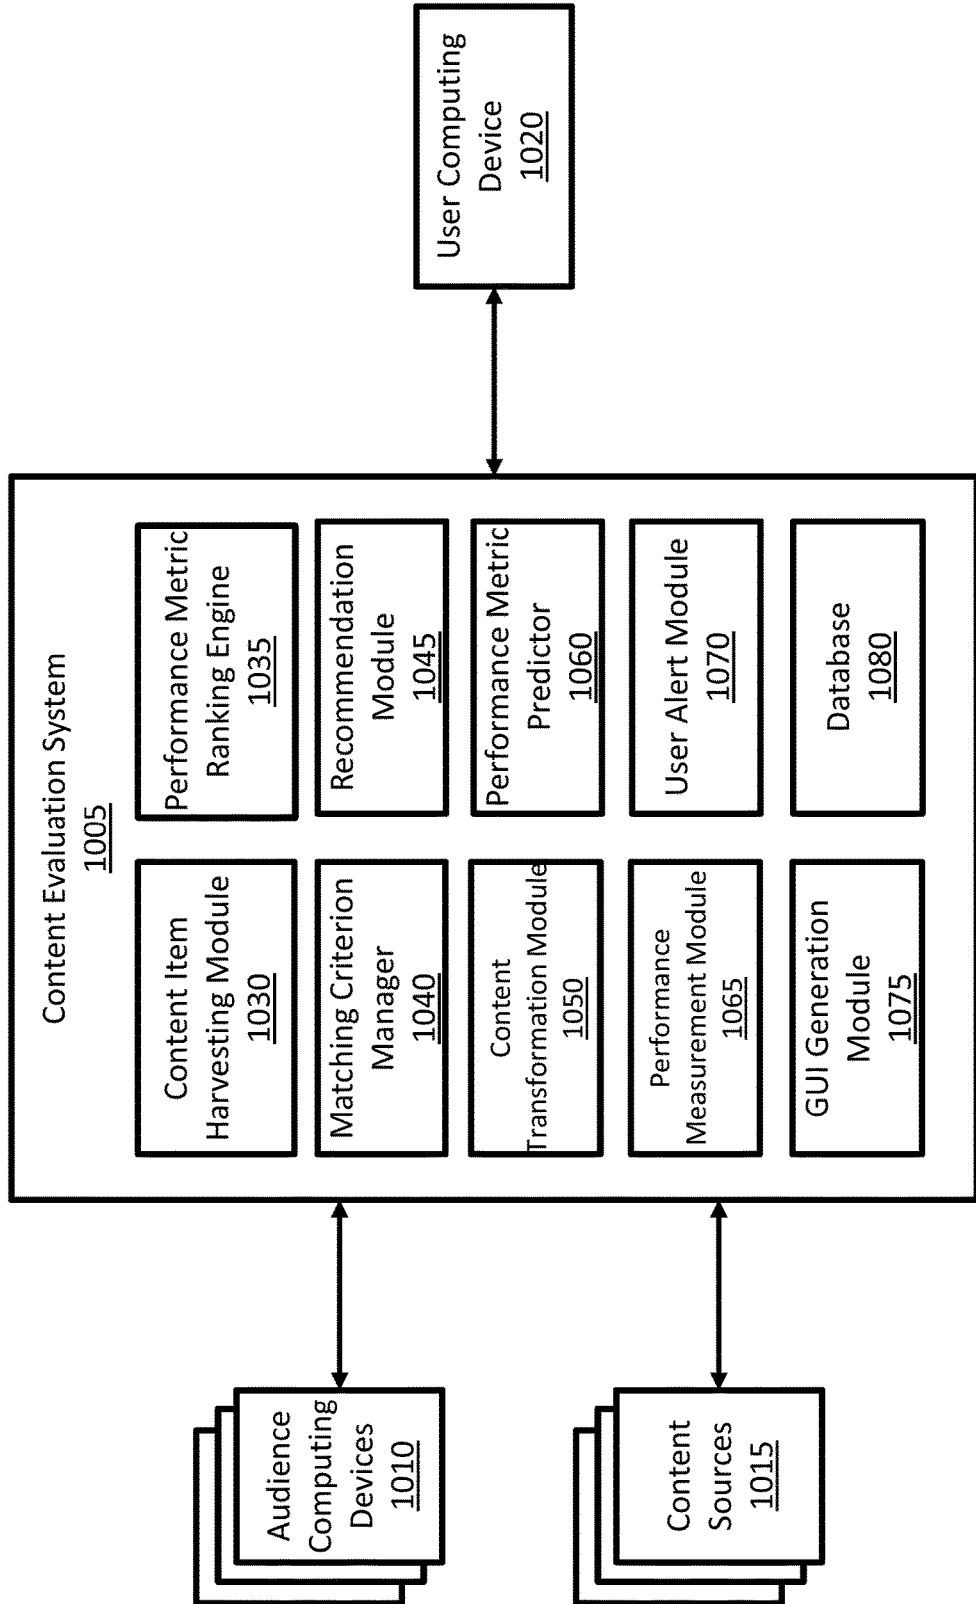 Content Evaluation System
1005
Content Item
Harvesting Module
1030
Performance Metric
Ranking Engine
1035
Matching Criterion
Manager
1040
Recommendation
Module
1045
Content
Transformation Module
1050
Performance Metric
Predictor
1060
Performance
Measurement Module
1065
User Alert Module
1070
GUI Generation
Module
1075
Database
1080
Audience
Computing
Devices
1010
Content
Sources
1015
User Computing
Device
1020